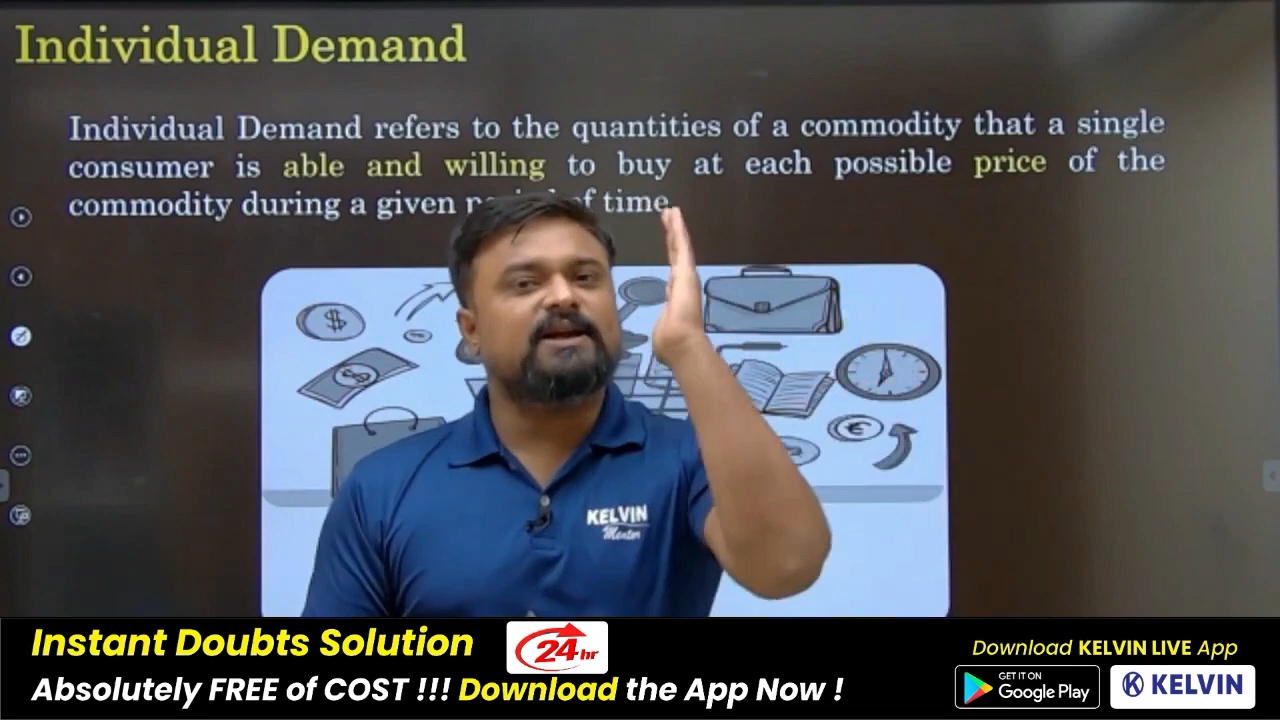 Individual Demand
Individual Demand refers to the quantities of a commodity that a single
consumer is able and willing to buy at each possible price of the
commodity during a given of time.
KELVIN
Mentor
Instant Doubts Solution
24hr
Absolutely FREE of COST !!! Download the App Now !
Download KELVIN LIVE App
GET IT ON
Google Play
KELVIN